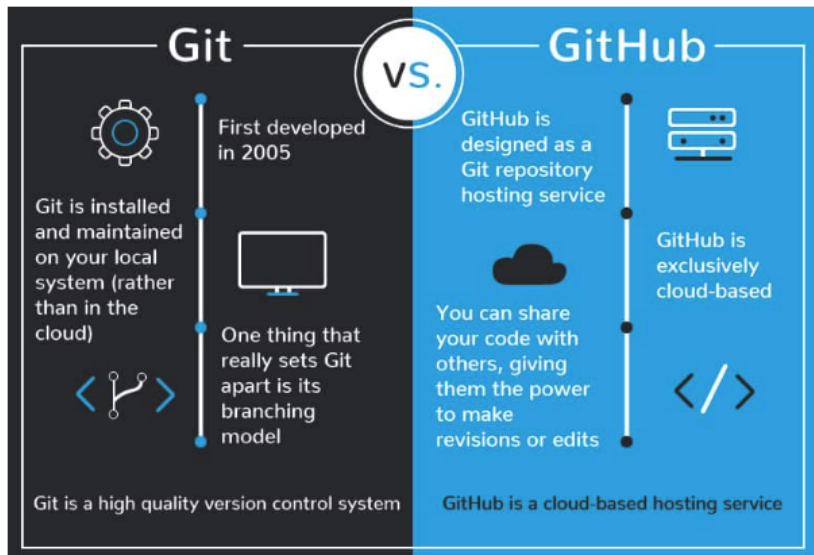 Git
vs.
GitHub
First developed
in 2005
Git is installed
and maintained
on your local
system (rather
than in the
cloud)
One thing that
really sets Git
apart is its
branching
model
Git is a high quality version control system
GitHub is
designed as a
Git repository
hosting service
GitHub is
exclusively
cloud-based
You can share
your code with
others, giving
them the power
to make
revisions or edits
GitHub is a cloud-based hosting service